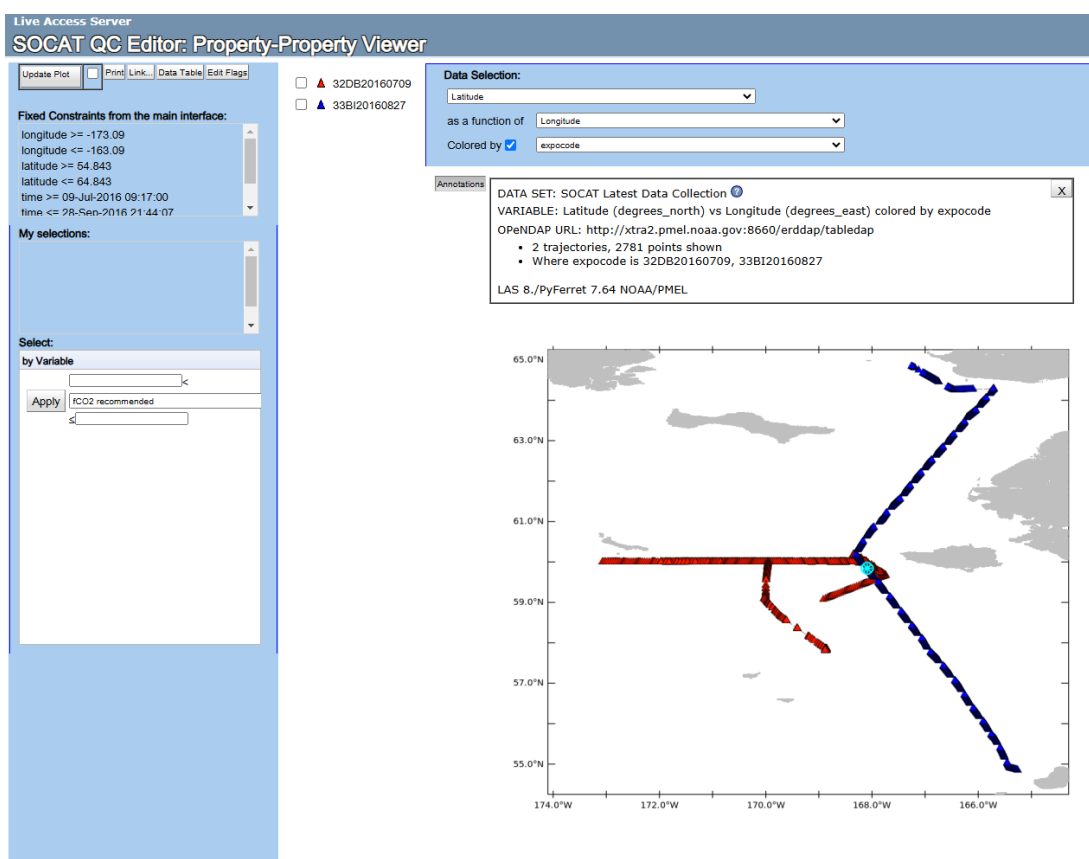 Live Access Server
SOCAT QC Editor: Property-Property Viewer
Update Plot
Print
Link...
Data Table
Edit Flags
Fixed Constraints from the main interface:
longitude >= -173.09
longitude <= -163.09
latitude >= 54.843
latitude <= 64.843
time >= 09-Jul-2016 09:17:00
time <= 28-Sep-2016 21:44:07
My selections:
Select:
by Variable
<
Apply
fCO2 recommended
≤
32DB20160709
33BI20160827
Data Selection:
Latitude
as a function of
Longitude
Colored by
expocode
Annotations
DATA SET: SOCAT Latest Data Collection ?
X
VARIABLE: Latitude (degrees_north) vs Longitude (degrees_east) colored by expocode
OPeNDAP URL: http://xtra2.pmel.noaa.gov:8660/erddap/tabledap
• 2 trajectories, 2781 points shown
• Where expocode is 32DB20160709, 33BI20160827
LAS 8./PyFerret 7.64 NOAA/PMEL
65.0°N
63.0°N
61.0°N
59.0°N
57.0°N
55.0°N
174.0°W 172.0°W 170.0°W 168.0°W 166.0°W